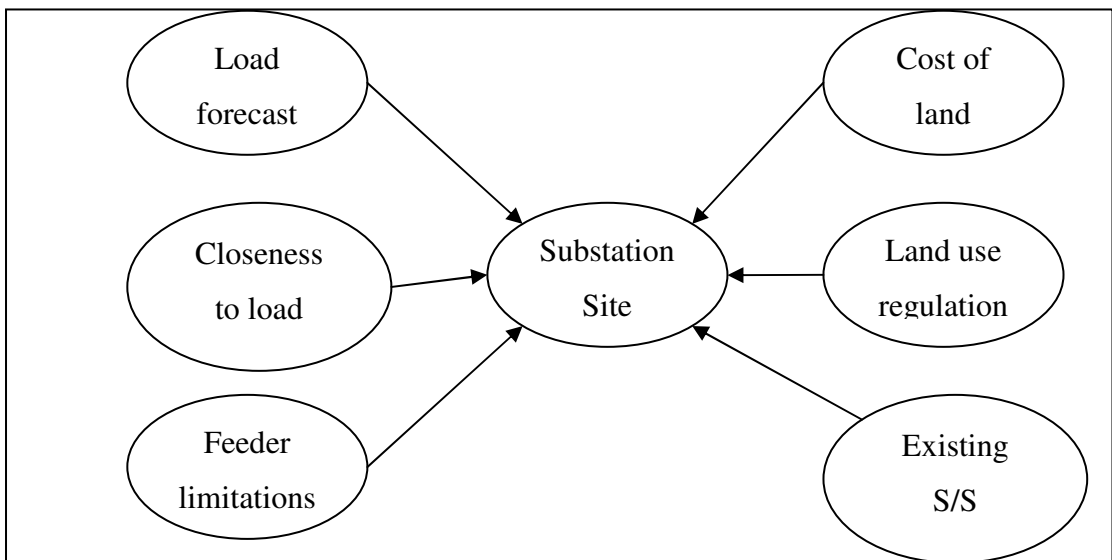 Load
forecast
Cost of
land
Closeness
to load
Substation
Site
Land use
regulation
Feeder
limitations
Existing
S/S